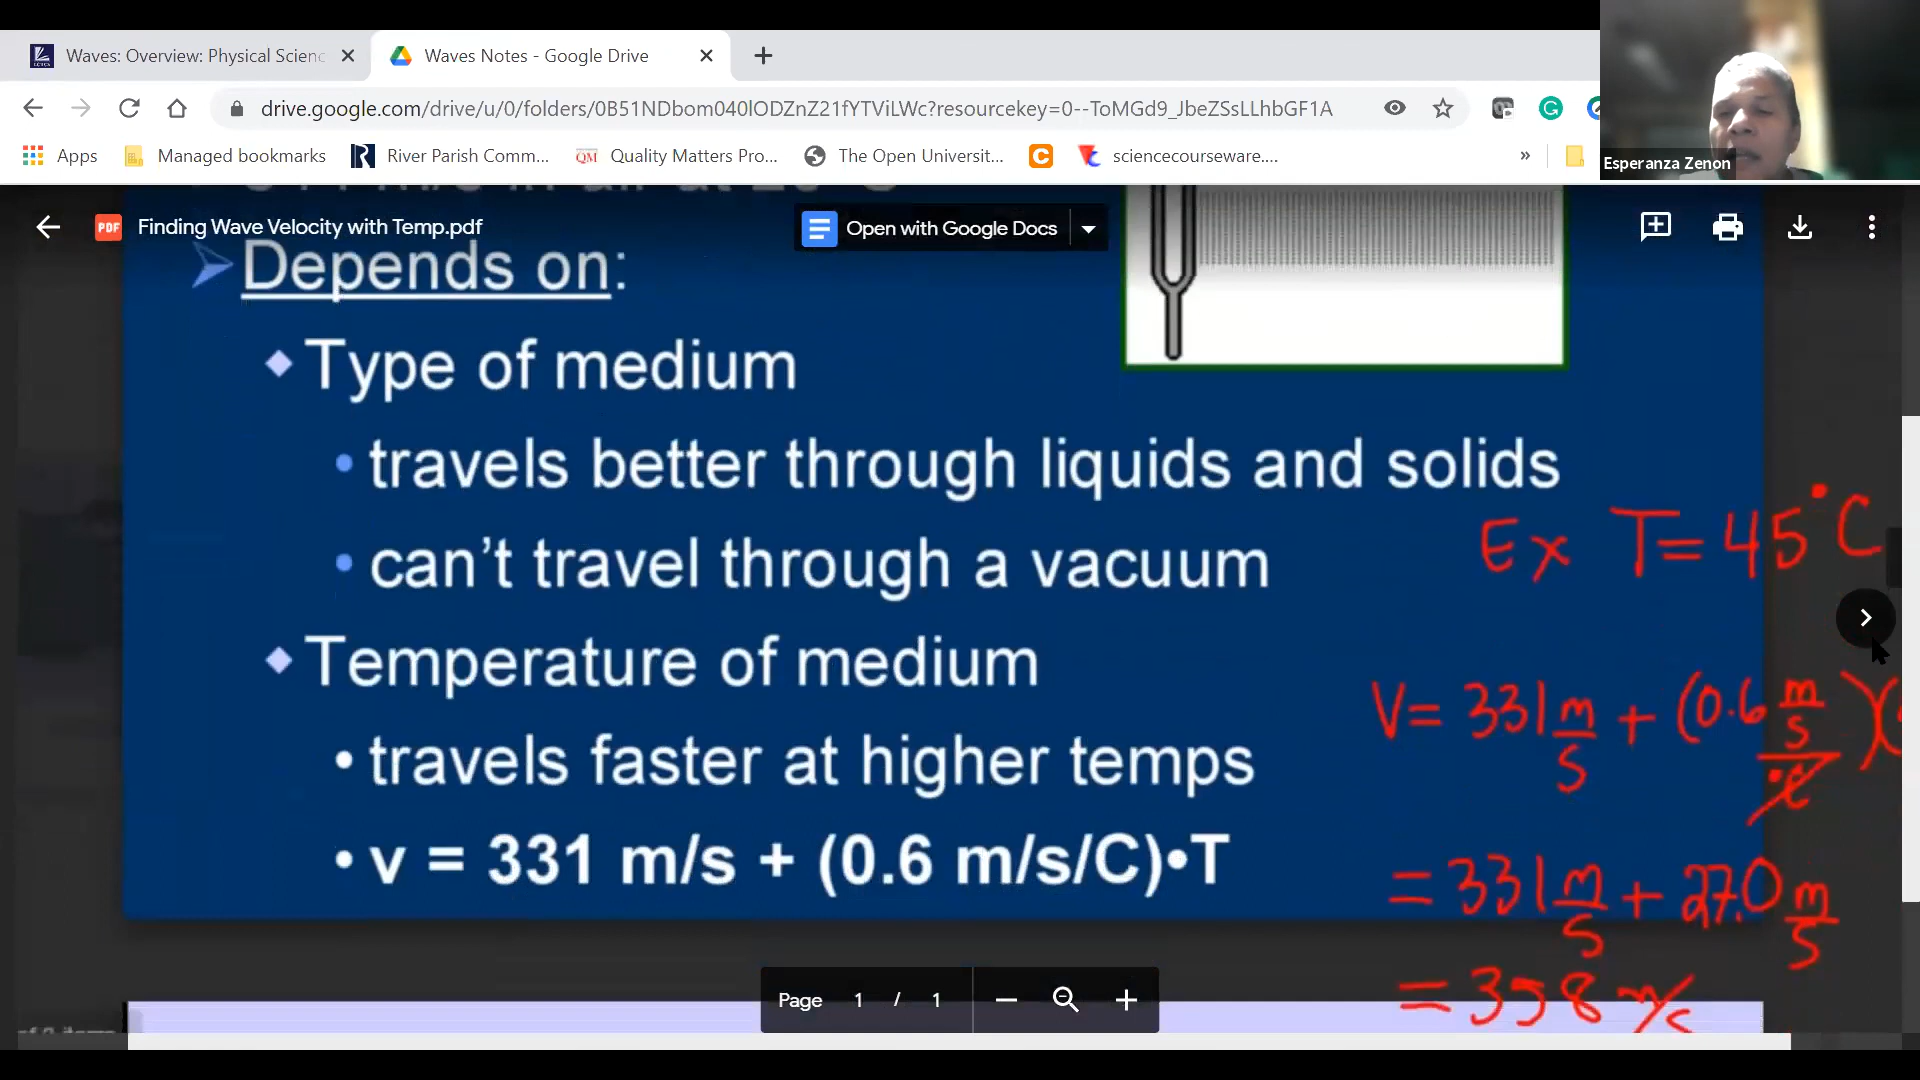 Waves: Overview: Physical Scienc
Waves Notes - Google Drive
drive.google.com/drive/u/0/folders/0B51NDbom040lODZnZ21fYTViLWc?resourcekey=0--ToMGd9_JbeZSsLLhbGF1A
Apps
Managed bookmarks
River Parish Comm...
QM
Quality Matters Pro...
The Open Universit...
sciencecourseware....
»
Esperanza Zenon
PDF
Finding Wave Velocity with Temp.pdf
Open with Google Docs
Depends on:
Type of medium
• travels better through liquids and solids
• can't travel through a vacuum
Temperature of medium
• travels faster at higher temps
• v = 331 m/s + (0.6 m/s/C)•T
Ex T=45°C
V= 331 m/s + (0.6 m/s/°C)(
= 331 m/s + 27.0 m/s
= 358 m/s
Page 1 / 1